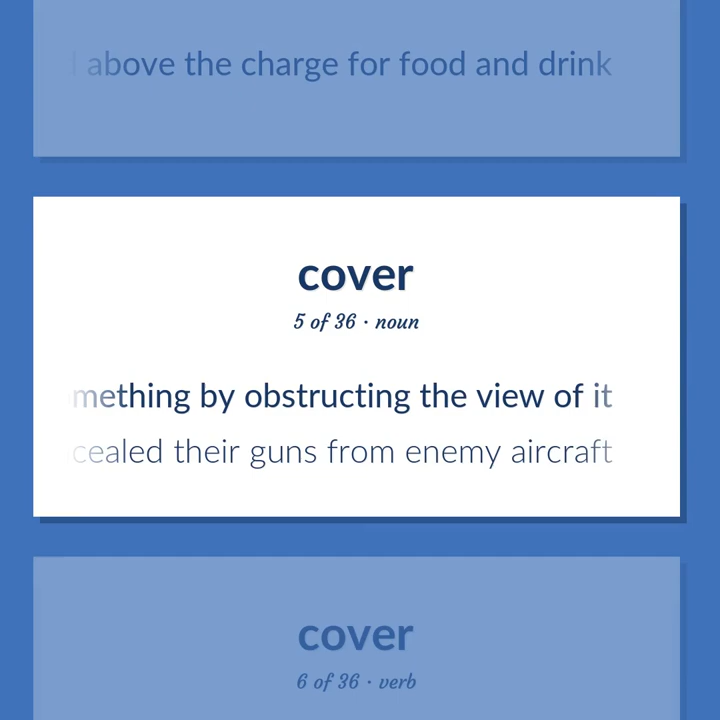 above the charge for food and drink
cover
5 of 36 · noun
mething by obstructing the view of it
cealed their guns from enemy aircraft
cover
6 of 36 · verb